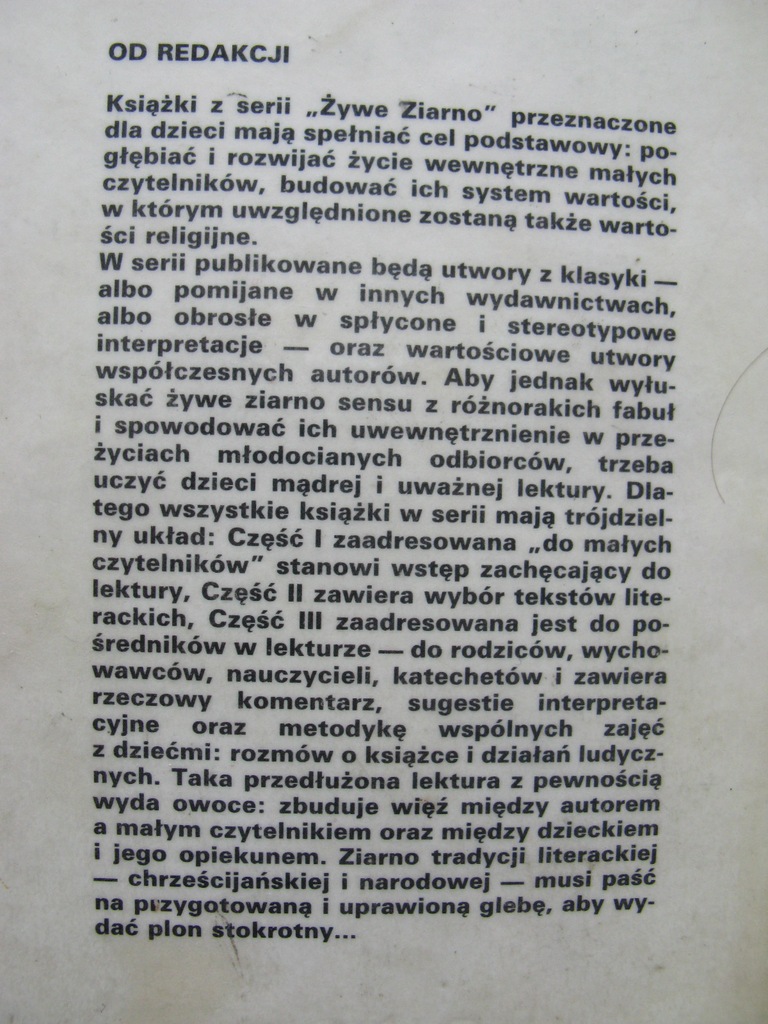 OD REDAKCJI
Książki z serii „Żywe Ziarno” przeznaczone
dla dzieci mają spełniać cel podstawowy: po-
głębiać i rozwijać życie wewnętrzne małych
czytelników, budować ich system wartości,
w którym uwzględnione zostaną także warto-
ści religijne.
W serii publikowane będą utwory z klasyki —
albo pomijane w innych wydawnictwach,
albo obrosłe w spłycone i stereotypowe
interpretacje — oraz wartościowe utwory
współczesnych autorów. Aby jednak wyłu-
skać żywe ziarno sensu z różnorakich fabuł
i spowodować ich uwewnętrznienie w prze-
życiach młodocianych odbiorców, trzeba
uczyć dzieci mądrej i uważnej lektury. Dla-
tego wszystkie książki w serii mają trójdziel-
ny układ: Część I zaadresowana „do małych
czytelników” stanowi wstęp zachęcający do
lektury, Część II zawiera wybór tekstów lite-
rackich, Część III zaadresowana jest do po-
średników w lekturze — do rodziców, wycho-
wawców, nauczycieli, katechetów i zawiera
rzeczowy komentarz, sugestie interpreta-
cyjne oraz metodykę wspólnych zajęć
z dziećmi: rozmów o książce i działań ludycz-
nych. Taka przedłużona lektura z pewnością
wyda owoce: zbuduje więź między autorem
a małym czytelnikiem oraz między dzieckiem
i jego opiekunem. Ziarno tradycji literackiej
— chrześcijańskiej i narodowej — musi paść
na przygotowaną i uprawioną glebę, aby wy-
dać plon stokrotny...